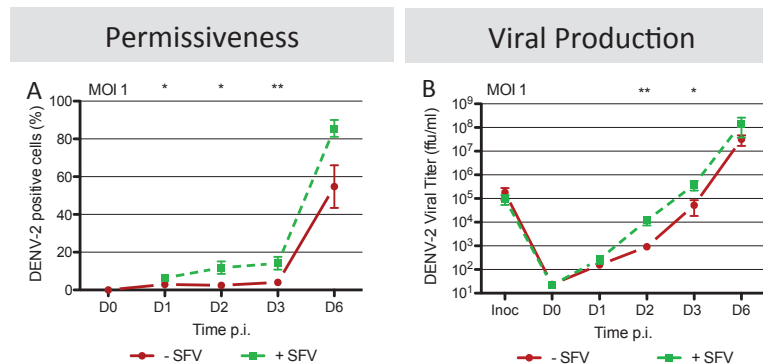 Permissiveness
Viral Production
A
MOI 1
*
*
**
DENV-2 positive cells (%)
100
80
60
40
20
0
D0
D1
D2
D3
D6
Time p.i.
- SFV
+ SFV
B
MOI 1
**
*
DENV-2 Viral Titer (ffu/ml)
10⁹
10⁸
10⁷
10⁶
10⁵
10⁴
10³
10²
10¹
Inoc
D0
D1
D2
D3
D6
Time p.i.
- SFV
+ SFV